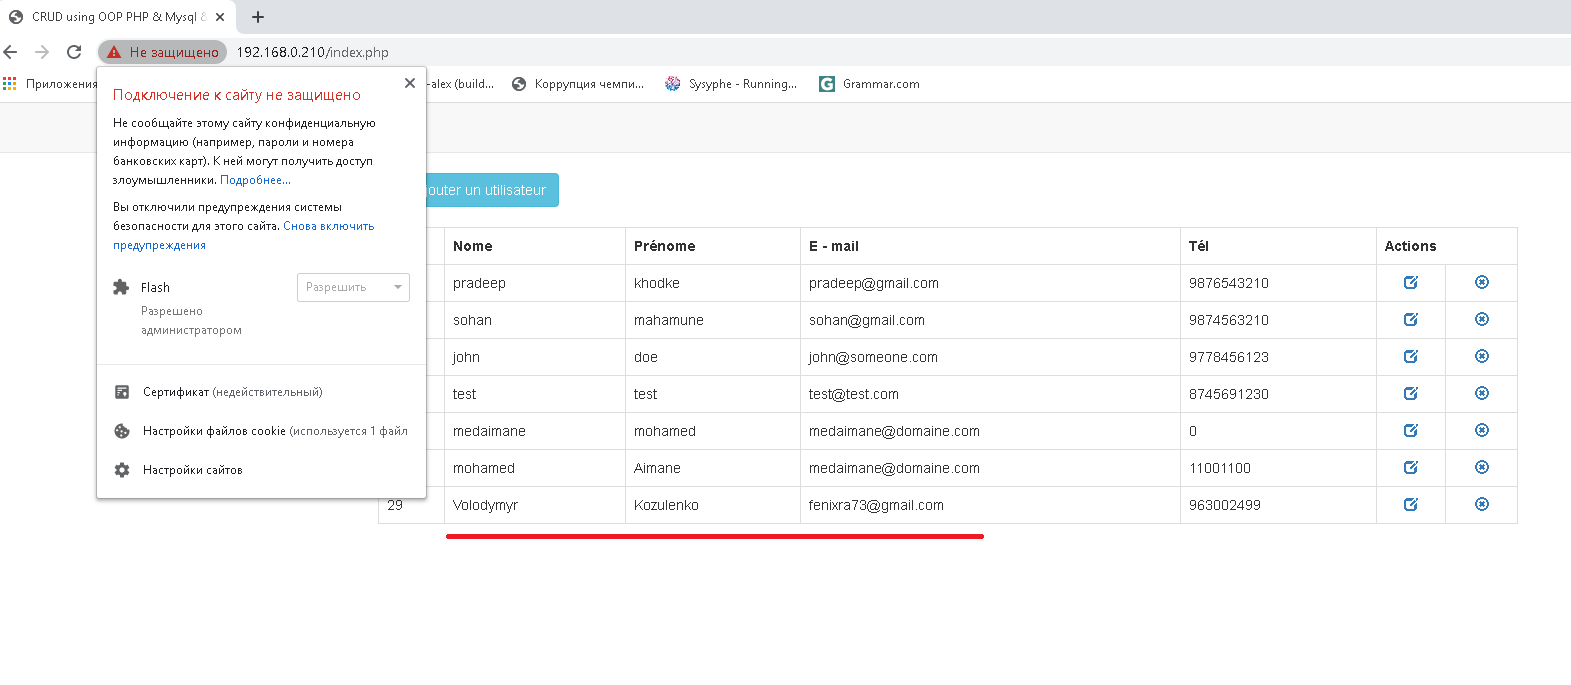 CRUD using OOP PHP & Mysql &
Не защищено 192.168.0.210/index.php
Приложения -alex (build... Коррупция чемпи... Sysyphe - Running... G Grammar.com
Подключение к сайту не защищено
Не сообщайте этому сайту конфиденциальную
информацию (например, пароли и номера
банковских карт). К ней могут получить доступ
злоумышленники. Подробнее...
Вы отключили предупреждения системы
безопасности для этого сайта. Снова включить
предупреждения
Flash Разрешить
Разрешено
администратором
Сертификат (недействительный)
Настройки файлов cookie (используется 1 файл
Настройки сайтов
jouter un utilisateur
Nome Prénome E - mail Tél Actions
pradeep khodke pradeep@gmail.com 9876543210
sohan mahamune sohan@gmail.com 9874563210
john doe john@someone.com 9778456123
test test test@test.com 8745691230
medaimane mohamed medaimane@domaine.com 0
mohamed Aimane medaimane@domaine.com 11001100
29 Volodymyr Kozulenko fenixra73@gmail.com 963002499